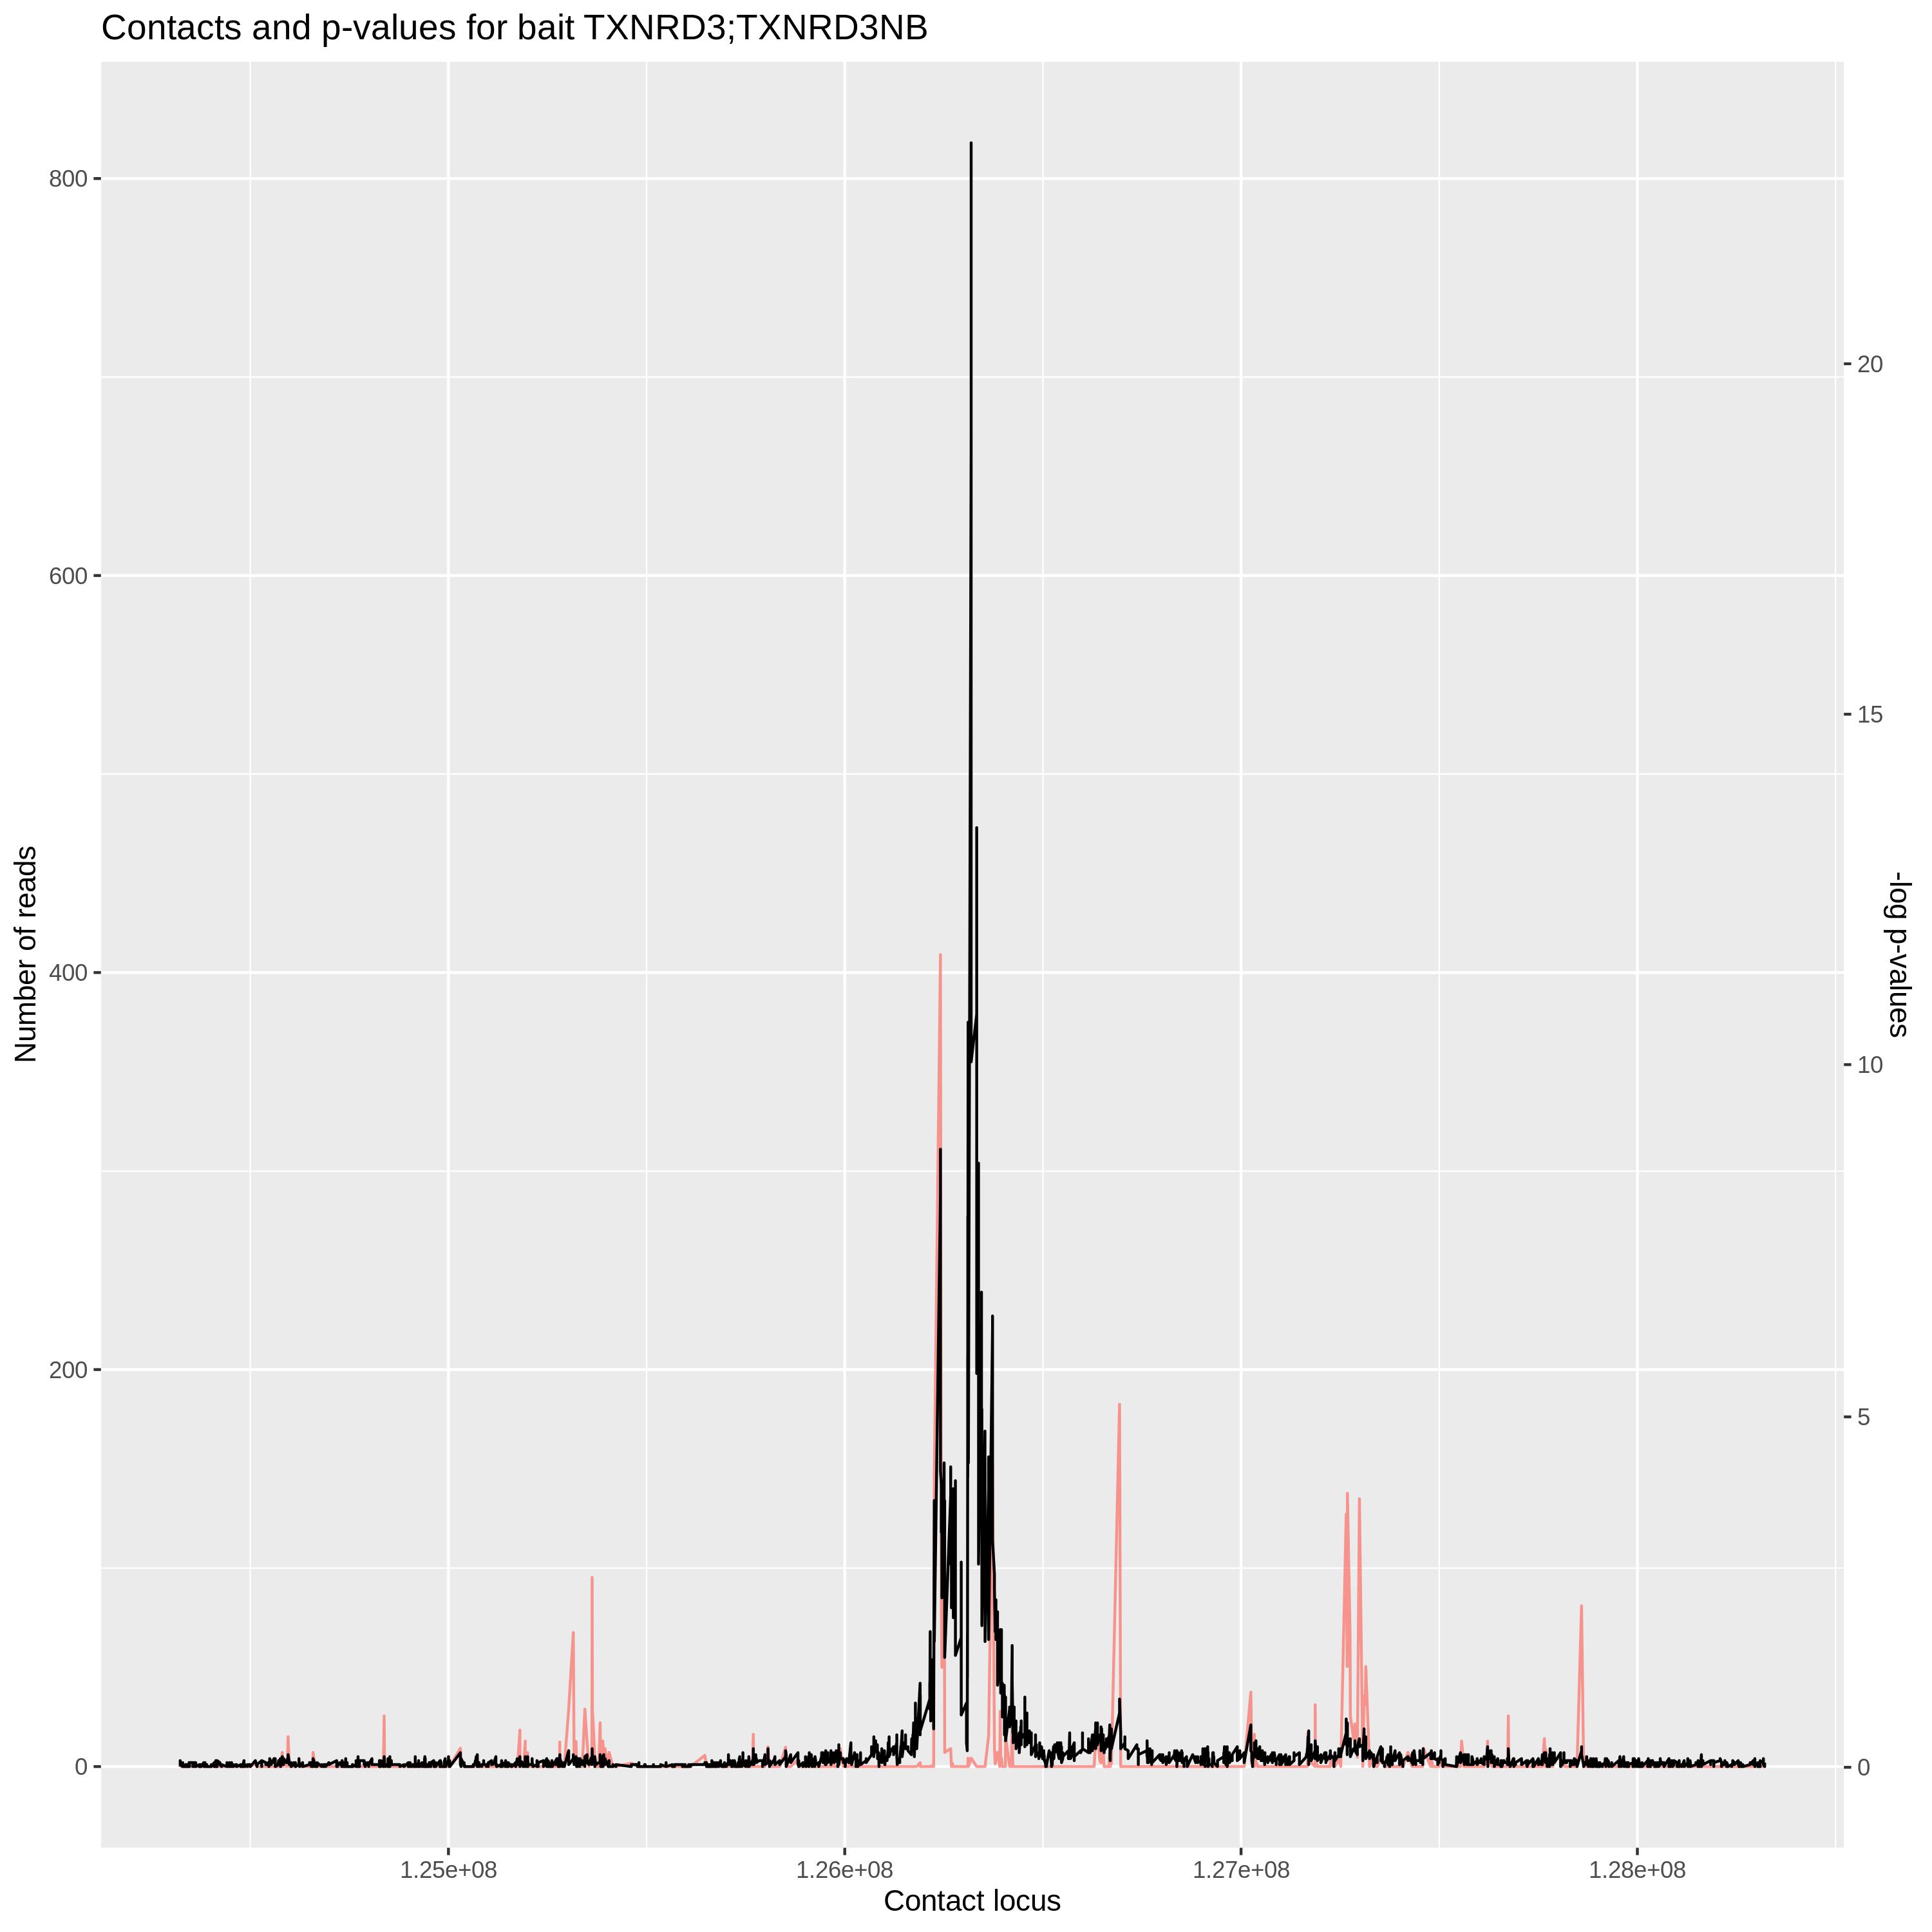 Contacts and p-values for bait TXNRD3;TXNRD3NB
800
600
400
200
0
Number of reads
20
15
10
5
0
-log p-values
1.25e+08 1.26e+08 1.27e+08 1.28e+08
Contact locus